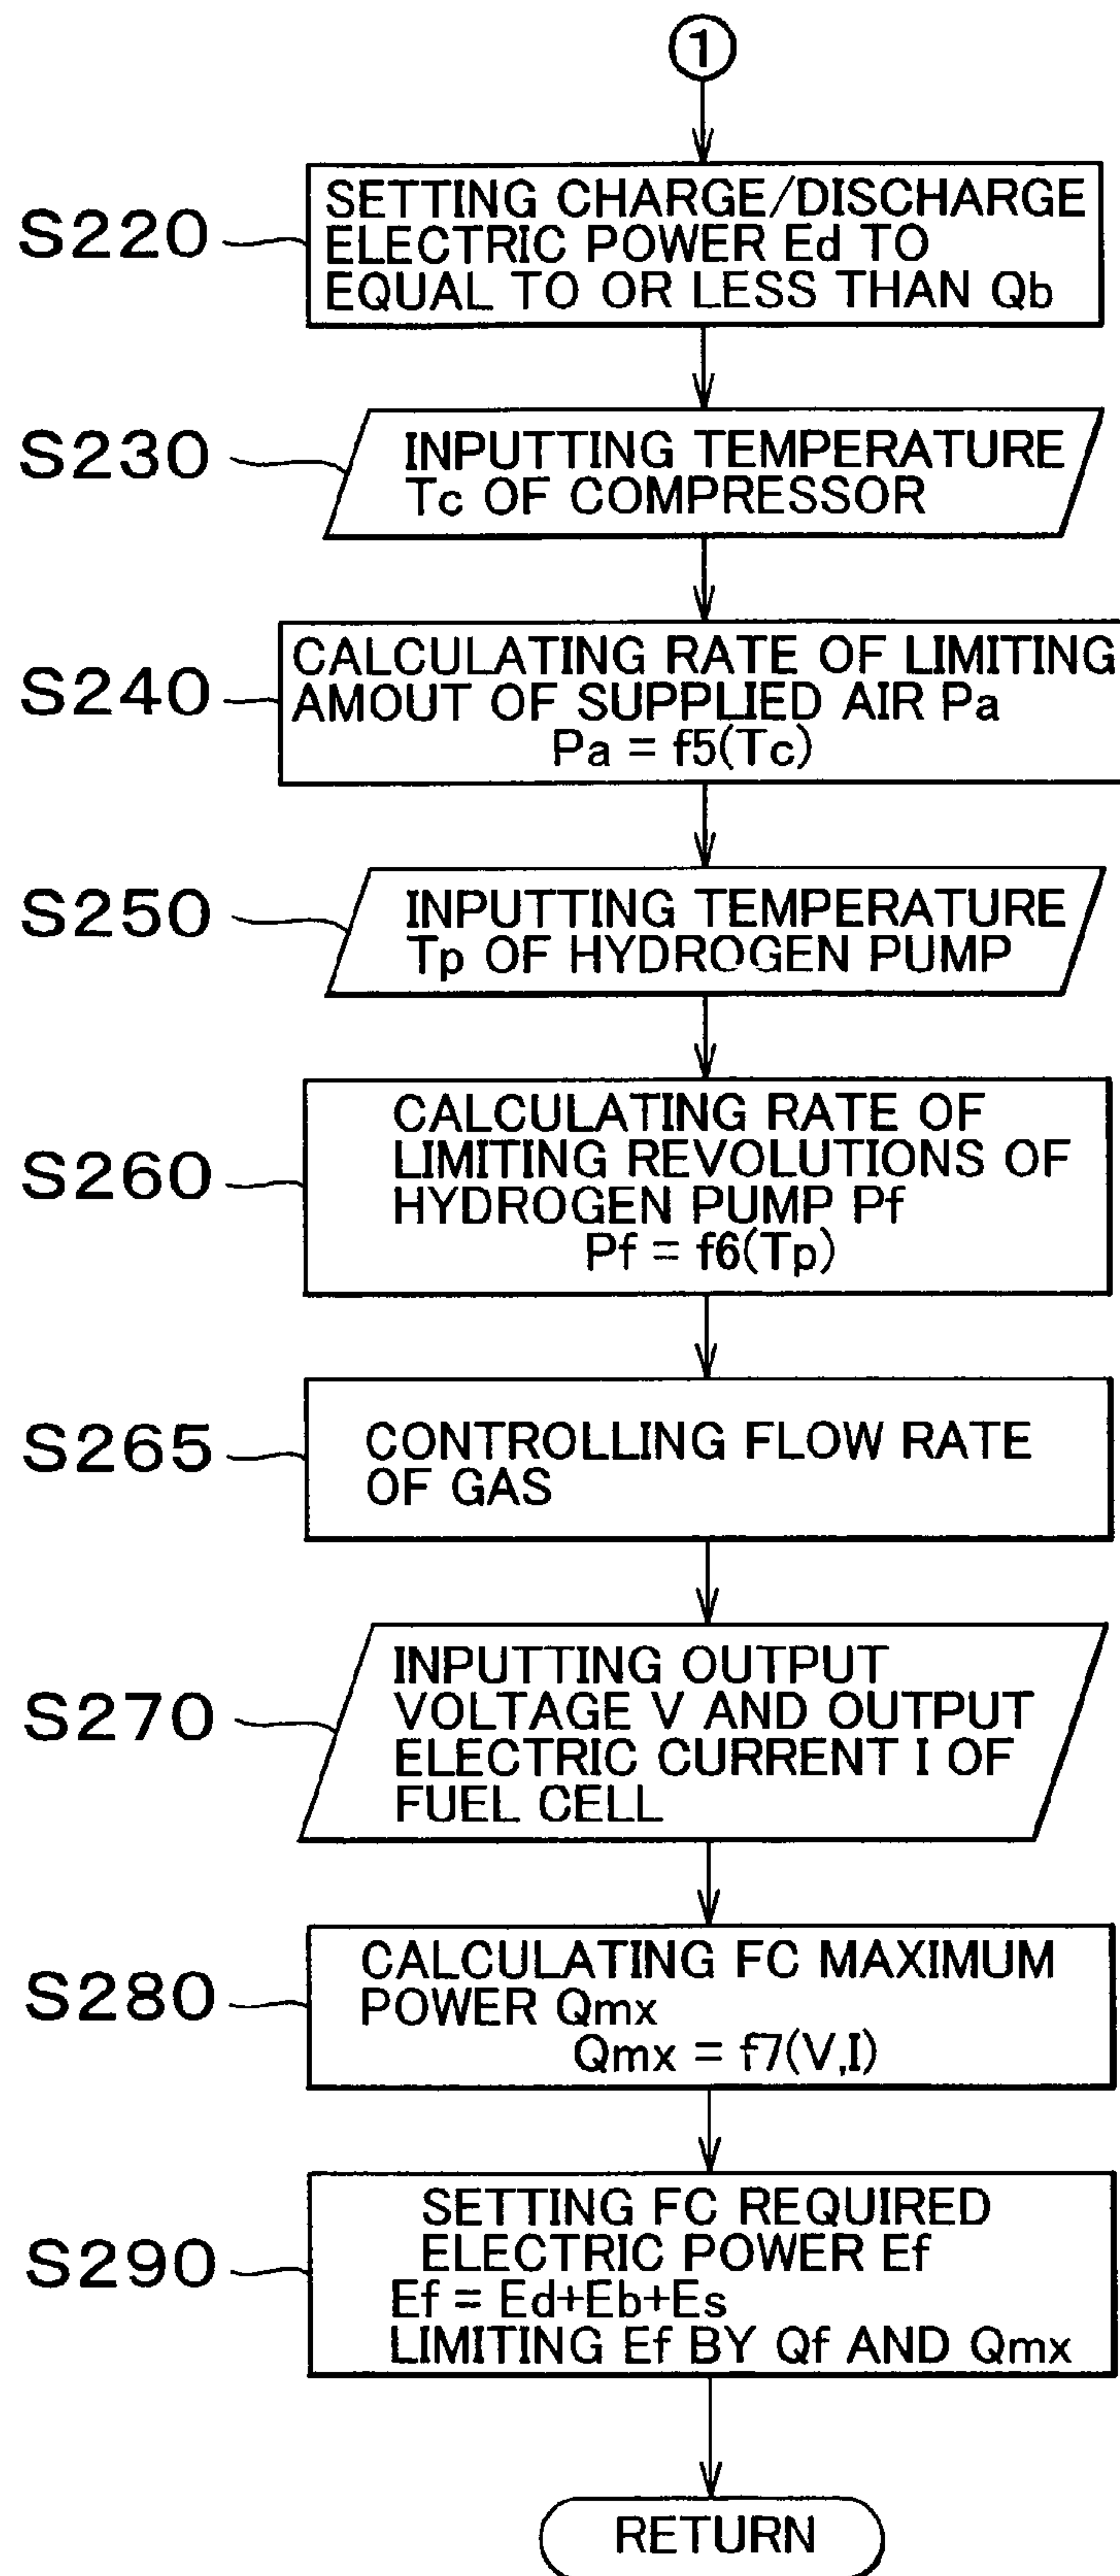 1
S220
SETTING CHARGE/DISCHARGE
ELECTRIC POWER Ed TO
EQUAL TO OR LESS THAN Qb
S230
INPUTTING TEMPERATURE
Tc OF COMPRESSOR
S240
CALCULATING RATE OF LIMITING
AMOUT OF SUPPLIED AIR Pa
Pa = f5(Tc)
S250
INPUTTING TEMPERATURE
Tp OF HYDROGEN PUMP
S260
CALCULATING RATE OF
LIMITING REVOLUTIONS OF
HYDROGEN PUMP Pf
Pf = f6(Tp)
S265
CONTROLLING FLOW RATE
OF GAS
S270
INPUTTING OUTPUT
VOLTAGE V AND OUTPUT
ELECTRIC CURRENT I OF
FUEL CELL
S280
CALCULATING FC MAXIMUM
POWER Qmx
Qmx = f7(V,I)
S290
SETTING FC REQUIRED
ELECTRIC POWER Ef
Ef = Ed+Eb+Es
LIMITING Ef BY Qf AND Qmx
RETURN